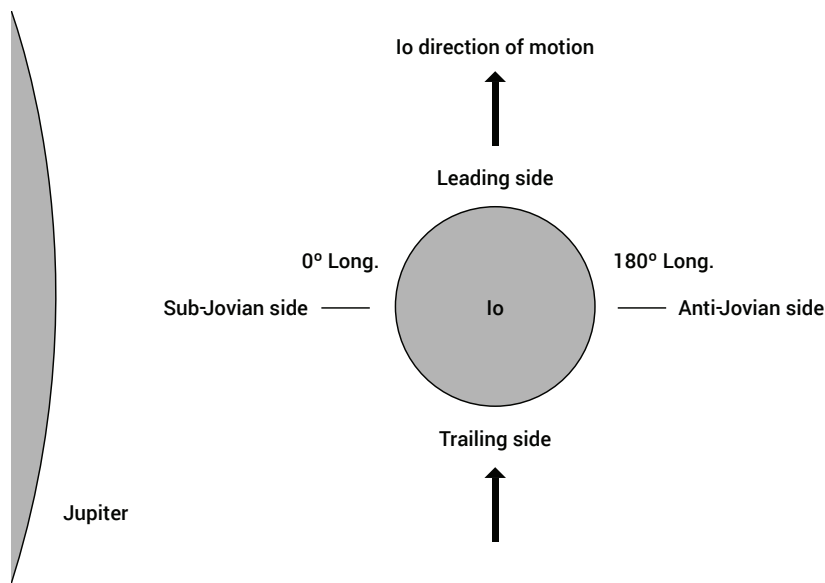 Io direction of motion
Leading side
0º Long.
180º Long.
Sub-Jovian side
Io
Anti-Jovian side
Trailing side
Jupiter